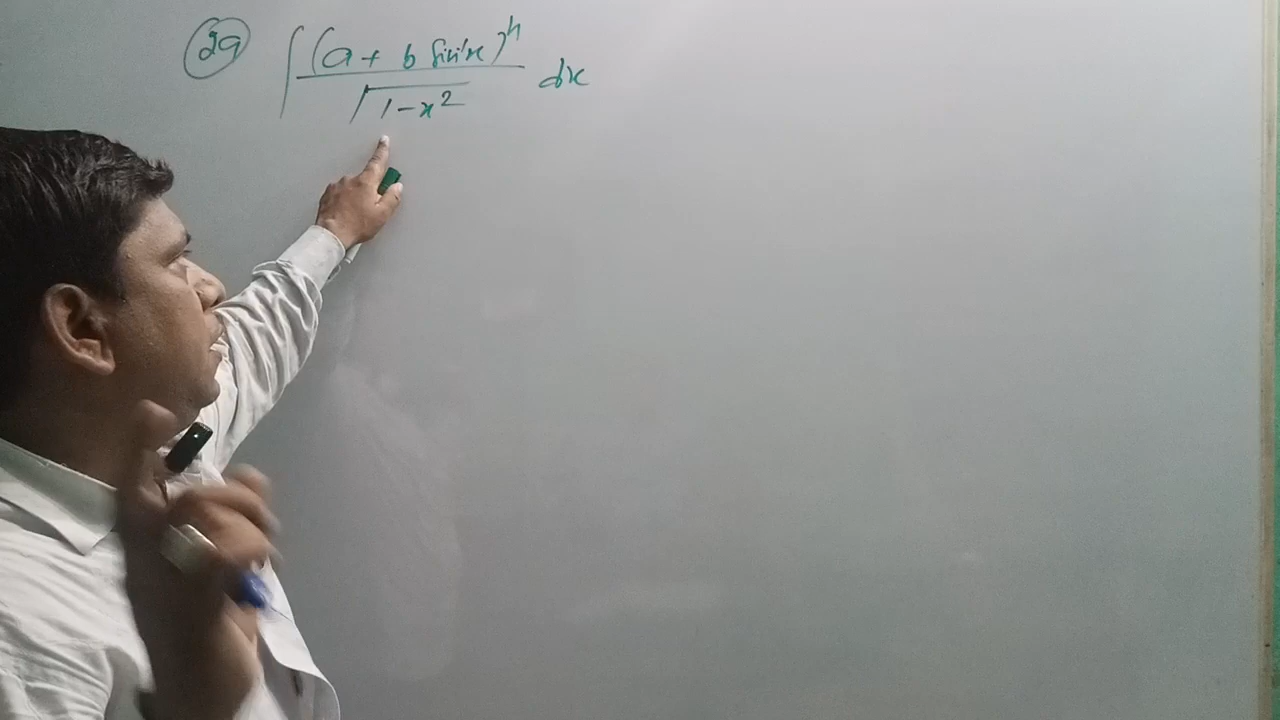 29 ∫ (a + b sin⁻¹x)ⁿ / √1-x² dx